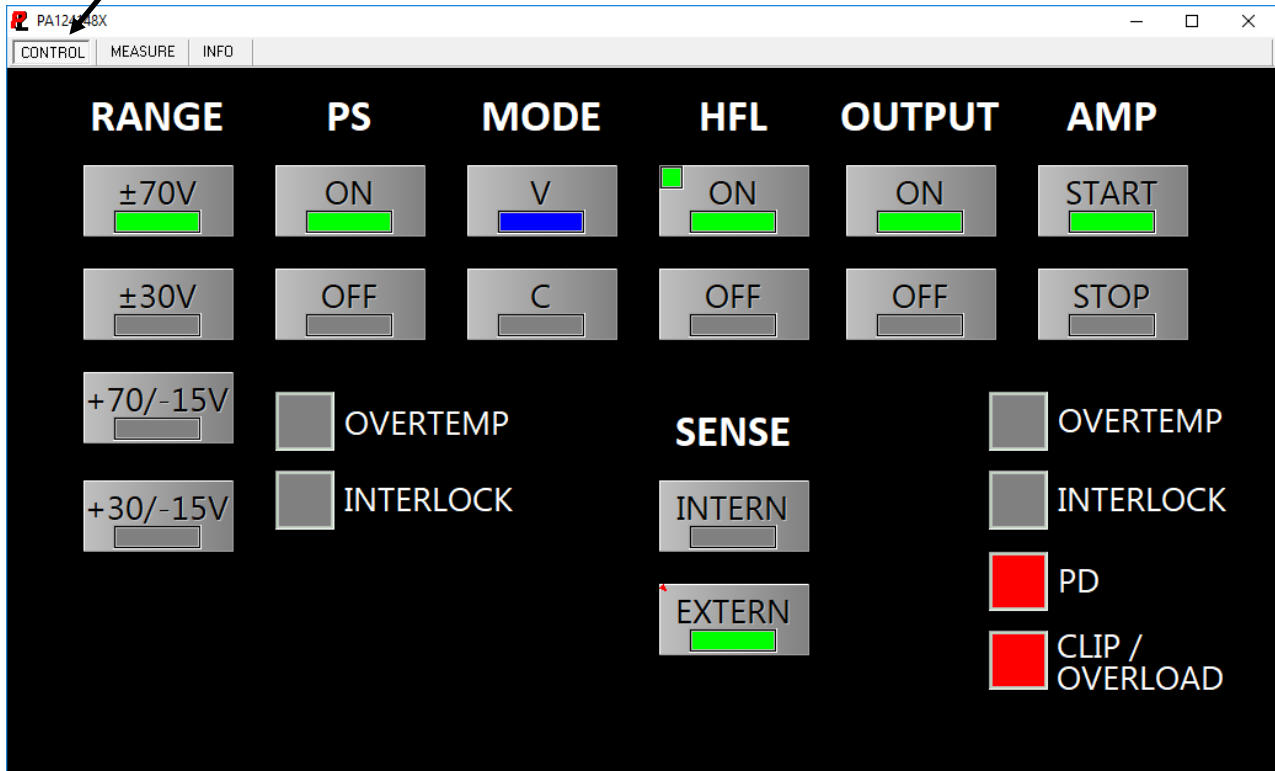 PA124148X
CONTROL MEASURE INFO
RANGE PS MODE HFL OUTPUT AMP
±70V ON V ON ON START
±30V OFF C OFF OFF STOP
+70/-15V OVERTEMP SENSE OVERTEMP
+30/-15V INTERLOCK INTERN INTERLOCK
EXTERN PD
CLIP /
OVERLOAD